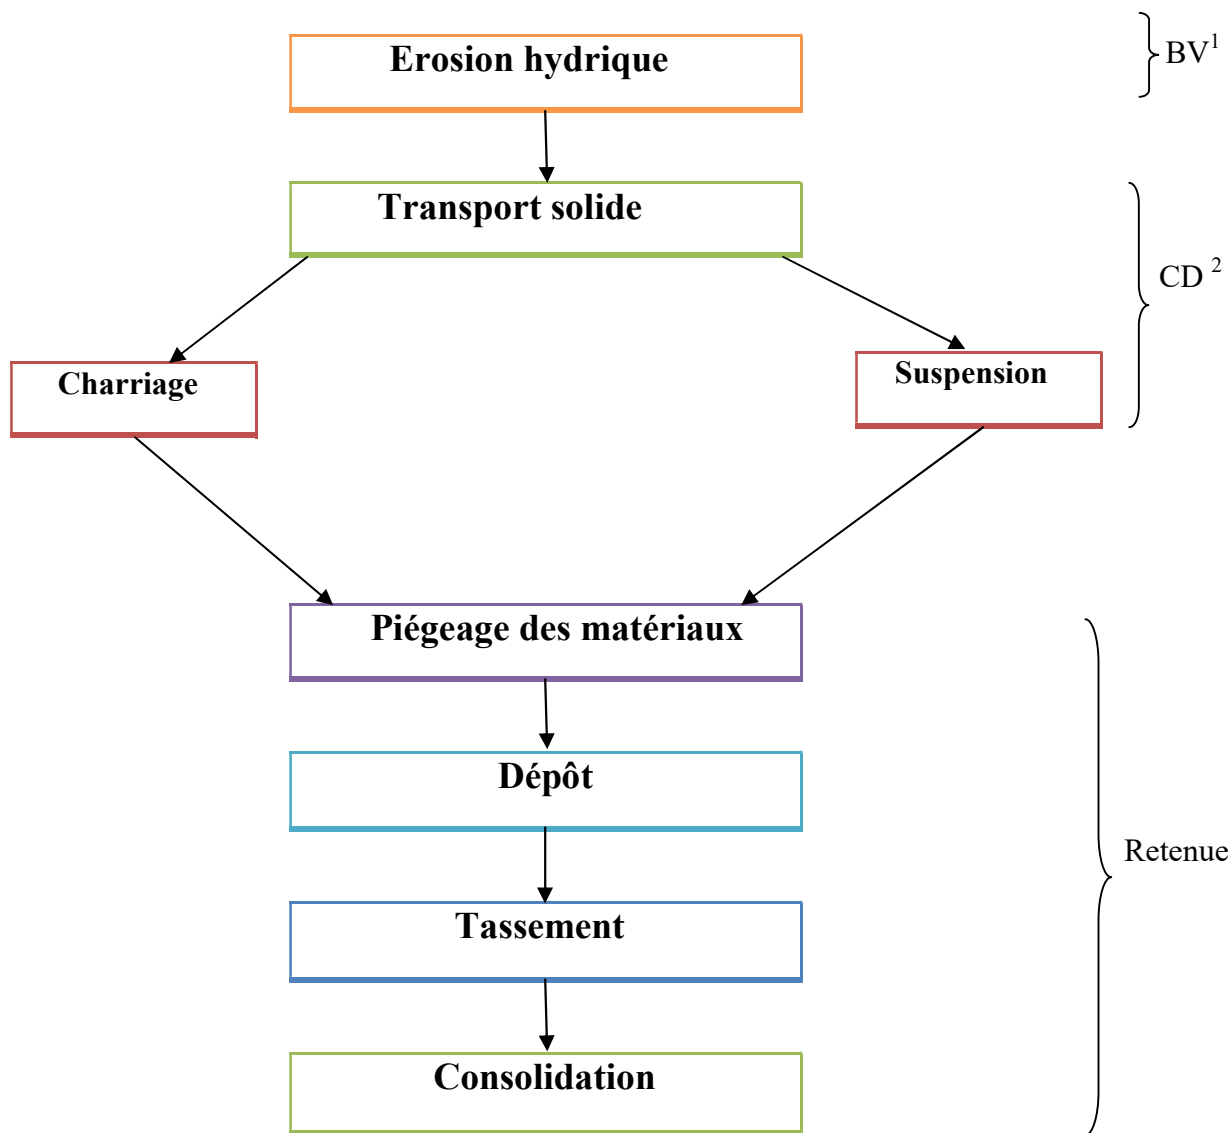 Erosion hydrique
BV1
Transport solide
CD 2
Charriage
Suspension
Piégeage des matériaux
Dépôt
Retenue
Tassement
Consolidation